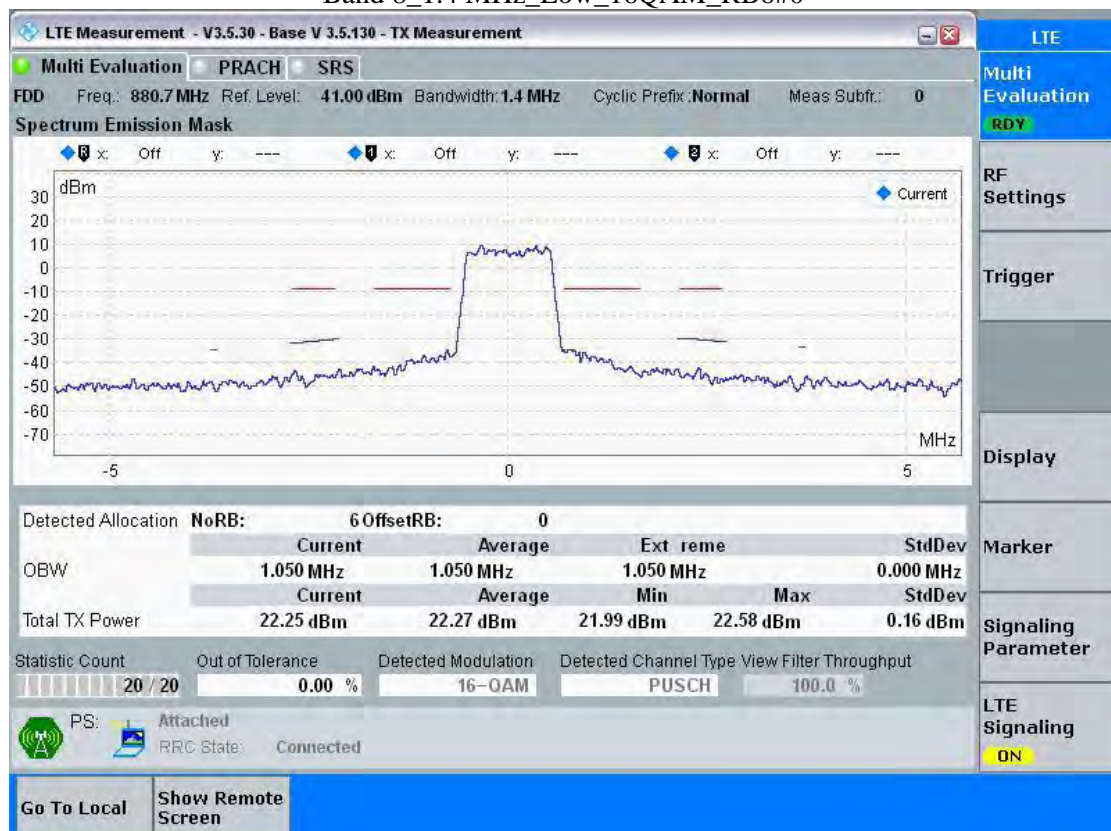 Band 8_1.4 MHz_Low_16QAM_RB6#0
LTE Measurement - V3.5.30 - Base V 3.5.130 - TX Measurement
Multi Evaluation PRACH SRS
FDD Freq.: 880.7 MHz Ref. Level: 41.00 dBm Bandwidth: 1.4 MHz Cyclic Prefix : Normal Meas Subfr.: 0
Spectrum Emission Mask
R x: Off y: --- 1 x: Off y: --- 2 x: Off y: ---
dBm
Current
30
20
10
0
-10
-20
-30
-40
-50
-60
-70
MHz
-5 0 5
Detected Allocation NoRB: 6 OffsetRB: 0
Current Average Ext reme StdDev
OBW 1.050 MHz 1.050 MHz 1.050 MHz 0.000 MHz
Current Average Min Max StdDev
Total TX Power 22.25 dBm 22.27 dBm 21.99 dBm 22.58 dBm 0.16 dBm
Statistic Count Out of Tolerance Detected Modulation Detected Channel Type View Filter Throughput
20 / 20 0.00 % 16-QAM PUSCH 100.0 %
PS: Attached
RRC State: Connected
Go To Local
Show Remote
Screen
LTE
Multi
Evaluation
RDY
RF
Settings
Trigger
Display
Marker
Signaling
Parameter
LTE
Signaling
ON